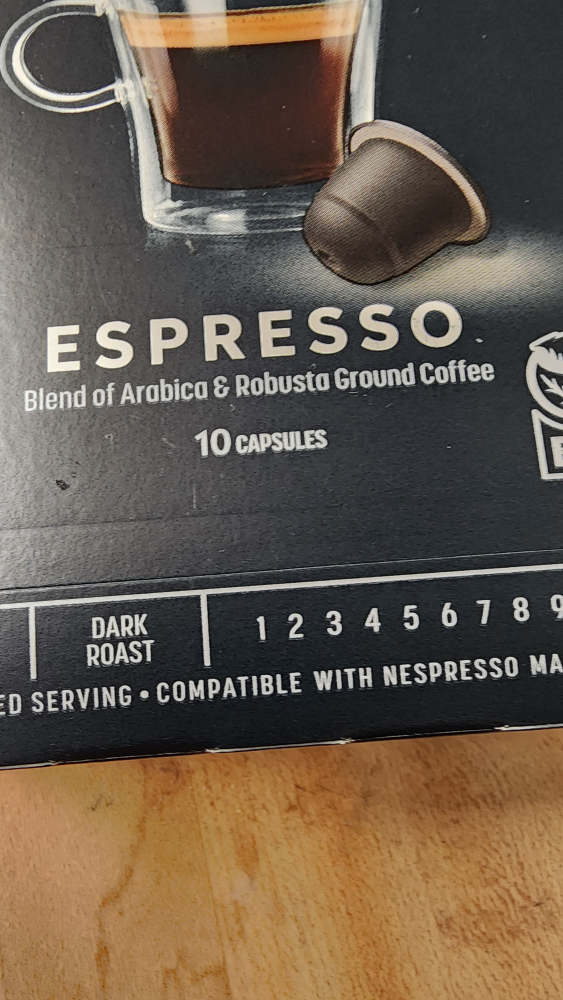 ESPRESSO
Blend of Arabica & Robusta Ground Coffee
10 CAPSULES
DARK
ROAST
1 2 3 4 5 6 7 8 9
SERVING • COMPATIBLE WITH NESPRESSO